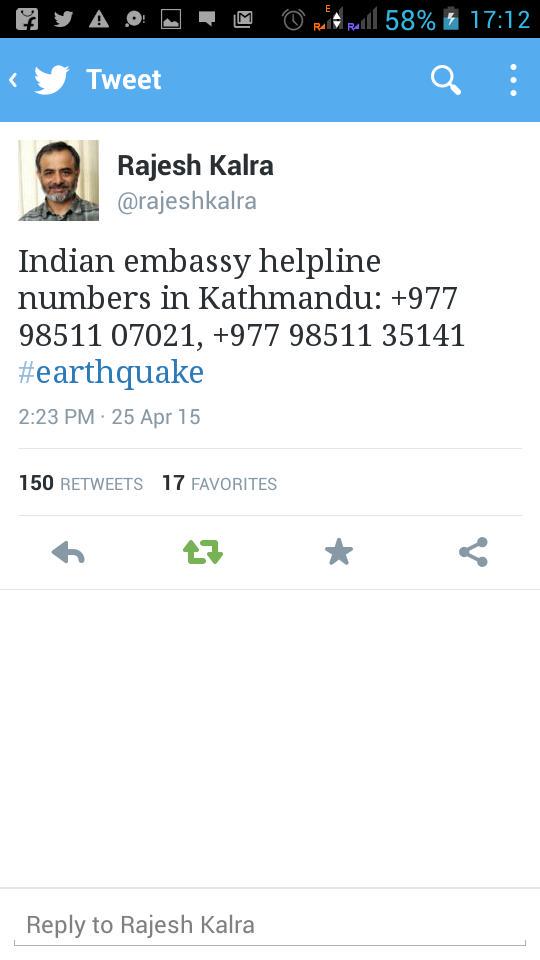 58% 17:12
Tweet
Rajesh Kalra
@rajeshkalra
Indian embassy helpline
numbers in Kathmandu: +977
98511 07021, +977 98511 35141
#earthquake
2:23 PM · 25 Apr 15
150 RETWEETS 17 FAVORITES
Reply to Rajesh Kalra